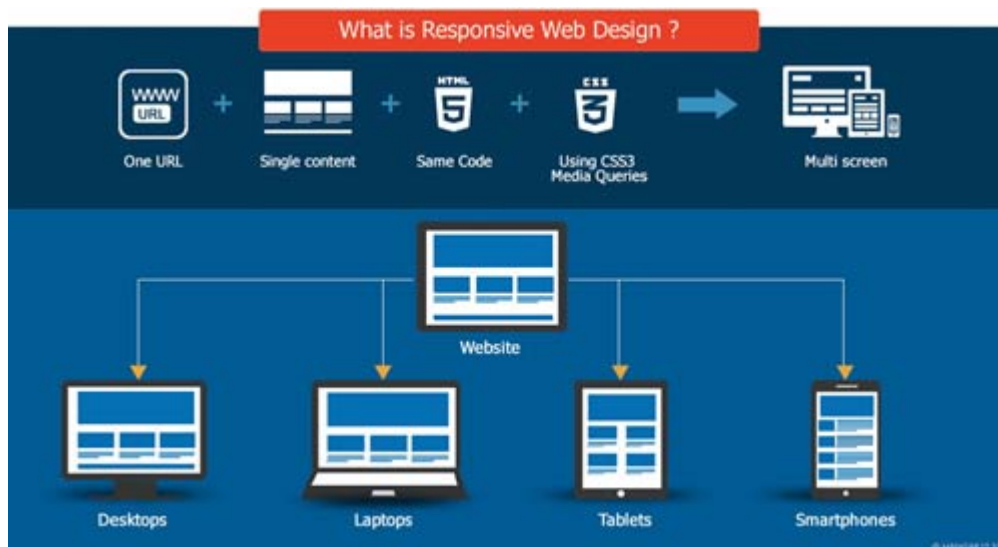 What is Responsive Web Design ?
WWW
URL
HTML
5
CSS
3
One URL
Single content
Same Code
Using CSS3
Media Queries
Multi screen
Website
Desktops
Laptops
Tablets
Smartphones